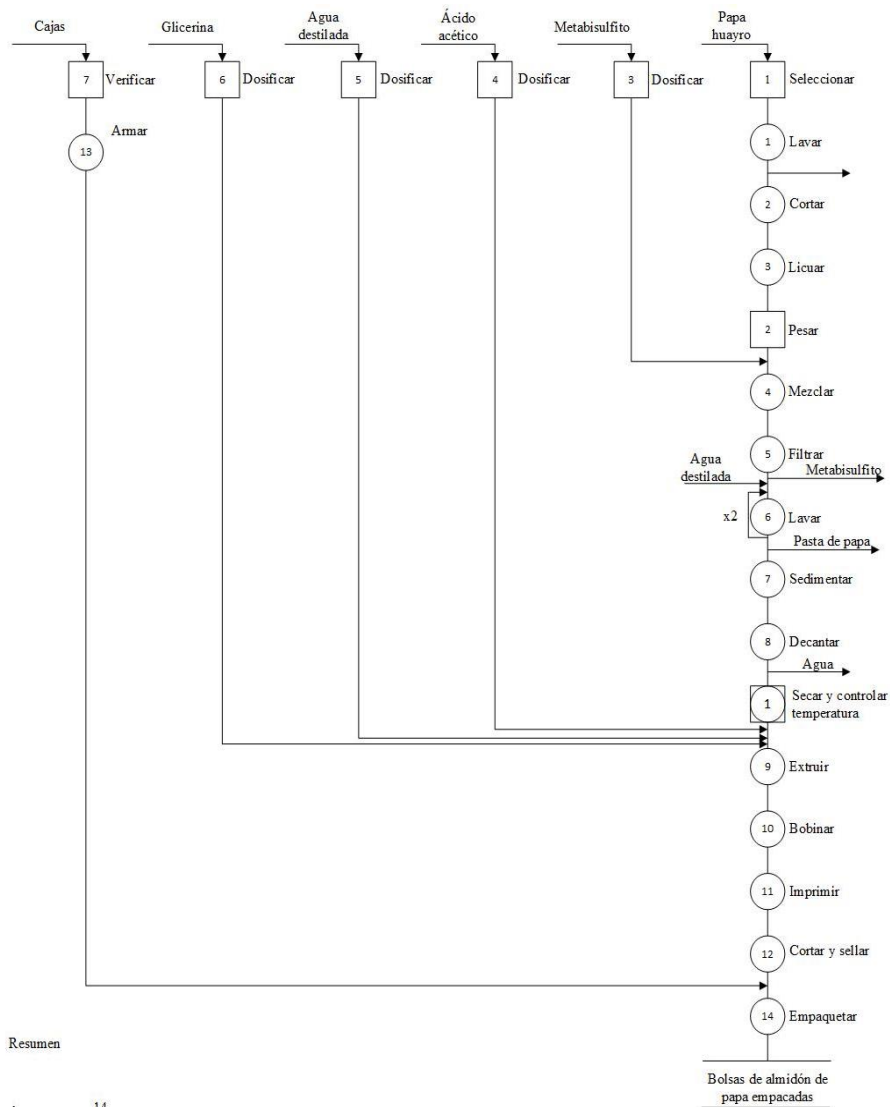 Cajas
Glicerina
Agua
destilada
Ácido
acético
Metabisulfito
Papa
huayro
7 Verificar
6 Dosificar
5 Dosificar
4 Dosificar
3 Dosificar
1 Seleccionar
13 Armar
1 Lavar
2 Cortar
3 Licuar
2 Pesar
4 Mezclar
5 Filtrar
Agua
destilada
Metabisulfito
x2
6 Lavar
Pasta de papa
7 Sedimentar
8 Decantar
Agua
1 Secar y controlar
temperatura
9 Extruir
10 Bobinar
11 Imprimir
12 Cortar y sellar
14 Empaquetar
Resumen
Bolsas de almidón de
papa empacadas
14